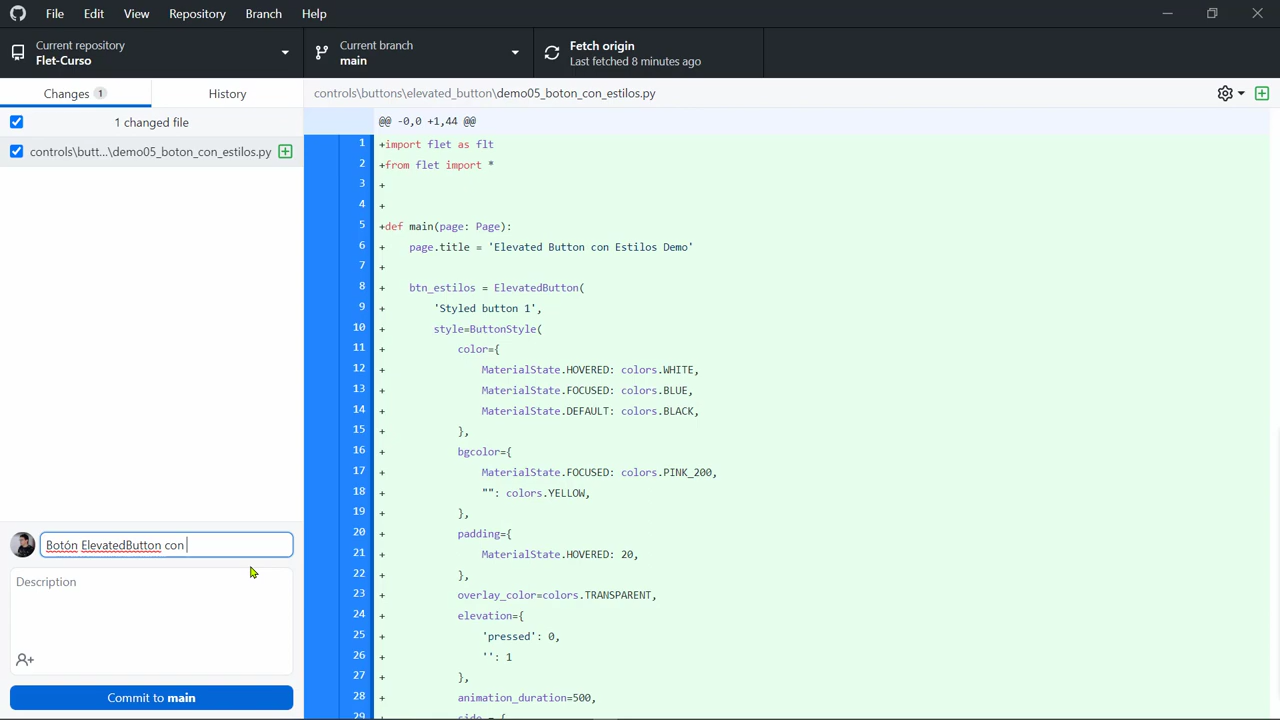 File Edit View Repository Branch Help
Current repository
Flet-Curso
Current branch
main
Fetch origin
Last fetched 8 minutes ago
Changes 1
History
controls\buttons\elevated_button\demo05_boton_con_estilos.py
1 changed file
controls\butt...\demo05_boton_con_estilos.py
@@ -0,0 +1,44 @@
1 +import flet as flt
2 +from flet import *
3 +
4 +
5 +def main(page: Page):
6 + page.title = 'Elevated Button con Estilos Demo'
7 +
8 + btn_estilos = ElevatedButton(
9 + 'Styled button 1',
10 + style=ButtonStyle(
11 + color={
12 + MaterialState.HOVERED: colors.WHITE,
13 + MaterialState.FOCUSED: colors.BLUE,
14 + MaterialState.DEFAULT: colors.BLACK,
15 + },
16 + bgcolor={
17 + MaterialState.FOCUSED: colors.PINK_200,
18 + "": colors.YELLOW,
19 + },
20 + padding={
21 + MaterialState.HOVERED: 20,
22 + },
23 + overlay_color=colors.TRANSPARENT,
24 + elevation={
25 + 'pressed': 0,
26 + '': 1
27 + },
28 + animation_duration=500,
29 + side = {
Botón ElevatedButton con
Description
Commit to main